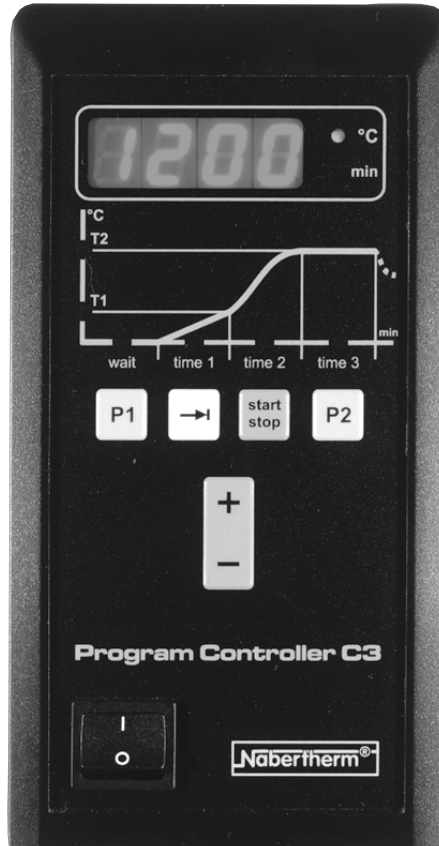 1200
°C
min
°C
T2
T1
min
wait time 1 time 2 time 3
P1 start stop P2
+
–
Program Controller C3
I
O
Nabertherm®